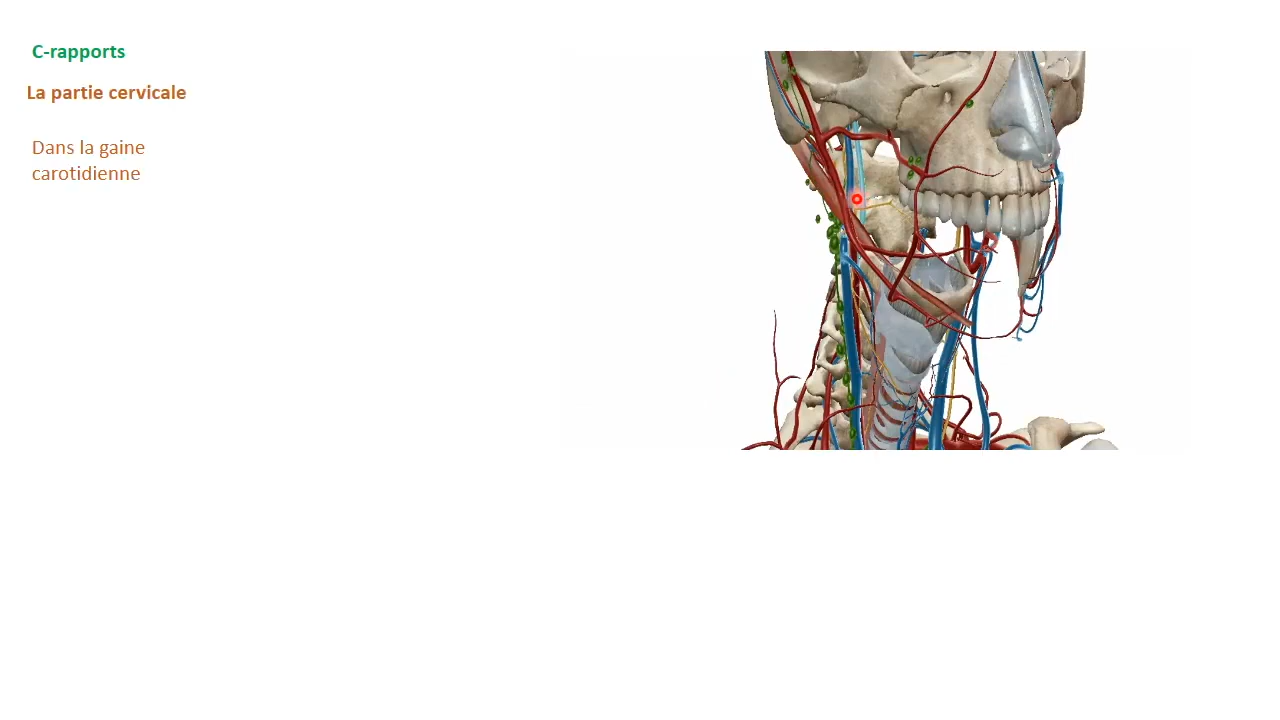 C-rapports
La partie cervicale
Dans la gaine
carotidienne